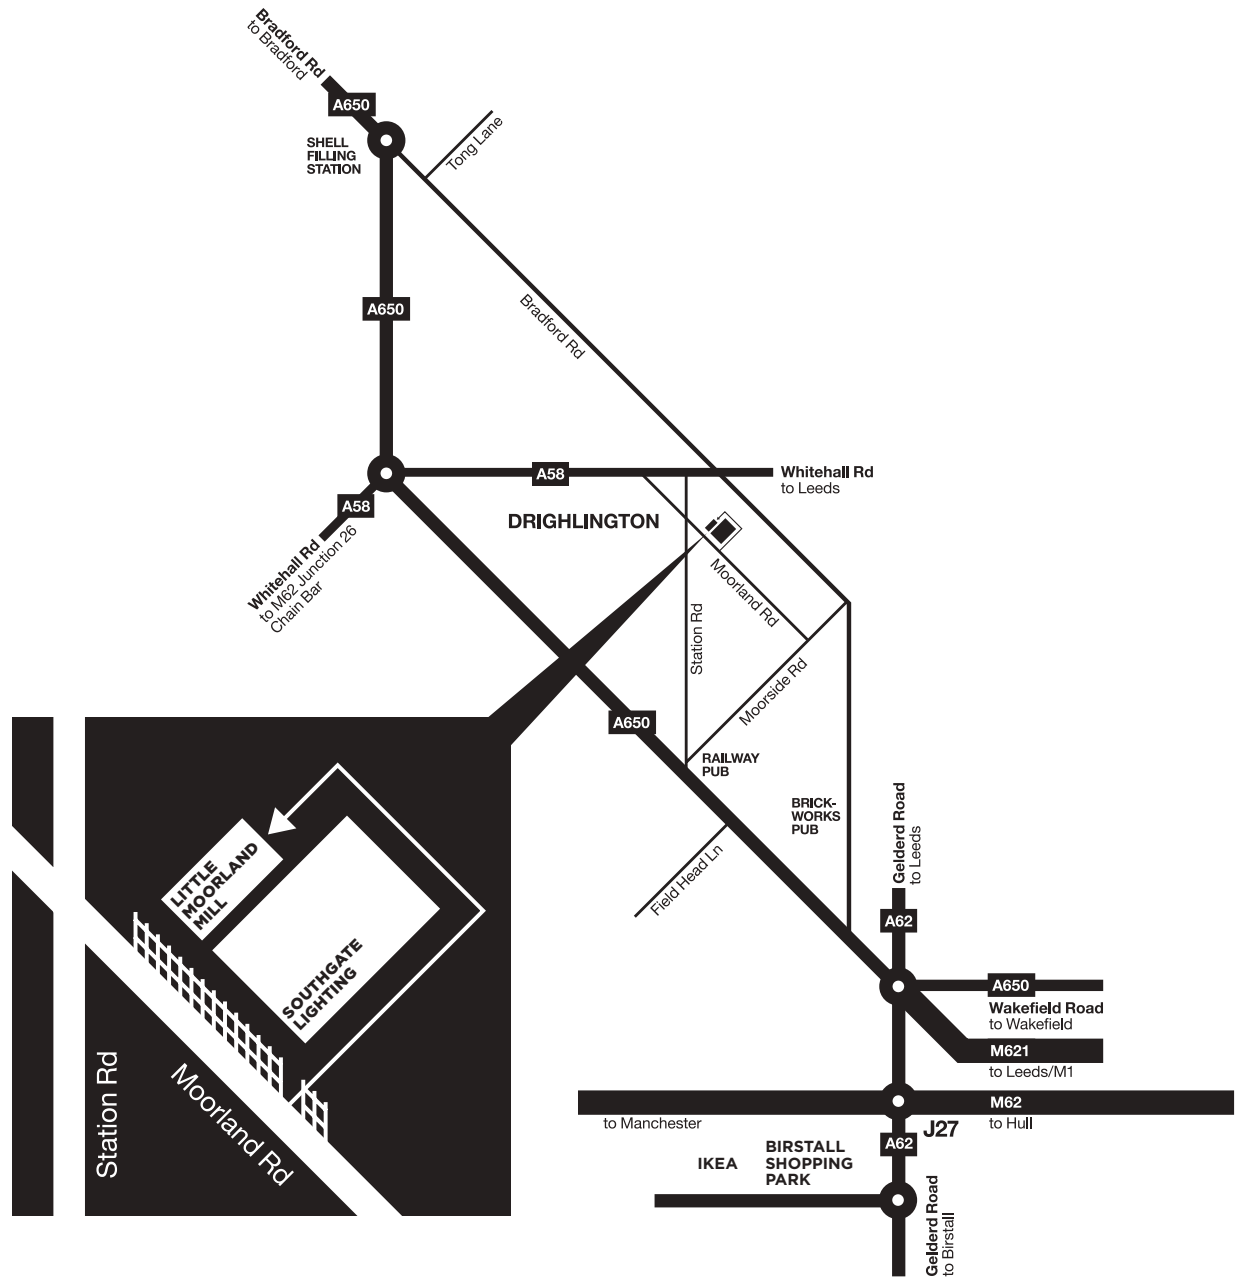 Bradford Rd
to Bradford
A650
SHELL
FILLING
STATION
Tong Lane
A650
Bradford Rd
A58
Whitehall Rd
to Leeds
A58
DRIGHLINGTON
Whitehall Rd
to M62 Junction 26
Chain Bar
Moorland Rd
Station Rd
Moorside Rd
A650
RAILWAY
PUB
BRICK-
WORKS
PUB
Field Head Ln
Gelderd Road
to Leeds
A62
A650
Wakefield Road
to Wakefield
M621
to Leeds/M1
M62
to Hull
to Manchester
J27
A62
IKEA
BIRSTALL
SHOPPING
PARK
Gelderd Road
to Birstall
LITTLE
MOORLAND
MILL
SOUTHGATE
LIGHTING
Station Rd
Moorland Rd